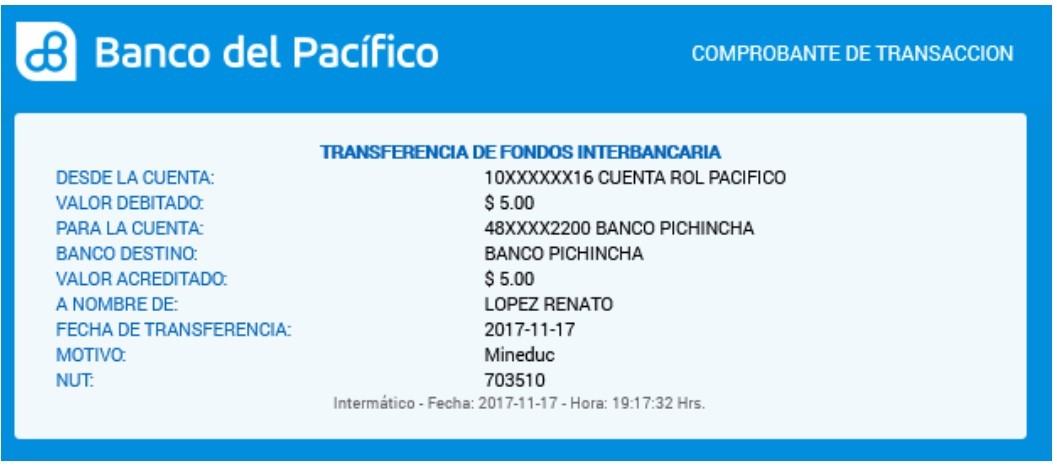 Banco del Pacífico
COMPROBANTE DE TRANSACCION
TRANSFERENCIA DE FONDOS INTERBANCARIA
DESDE LA CUENTA: 10XXXXXX16 CUENTA ROL PACIFICO
VALOR DEBITADO: $ 5.00
PARA LA CUENTA: 48XXXX2200 BANCO PICHINCHA
BANCO DESTINO: BANCO PICHINCHA
VALOR ACREDITADO: $ 5.00
A NOMBRE DE: LOPEZ RENATO
FECHA DE TRANSFERENCIA: 2017-11-17
MOTIVO: Mineduc
NUT: 703510
Intermático - Fecha: 2017-11-17 - Hora: 19:17:32 Hrs.